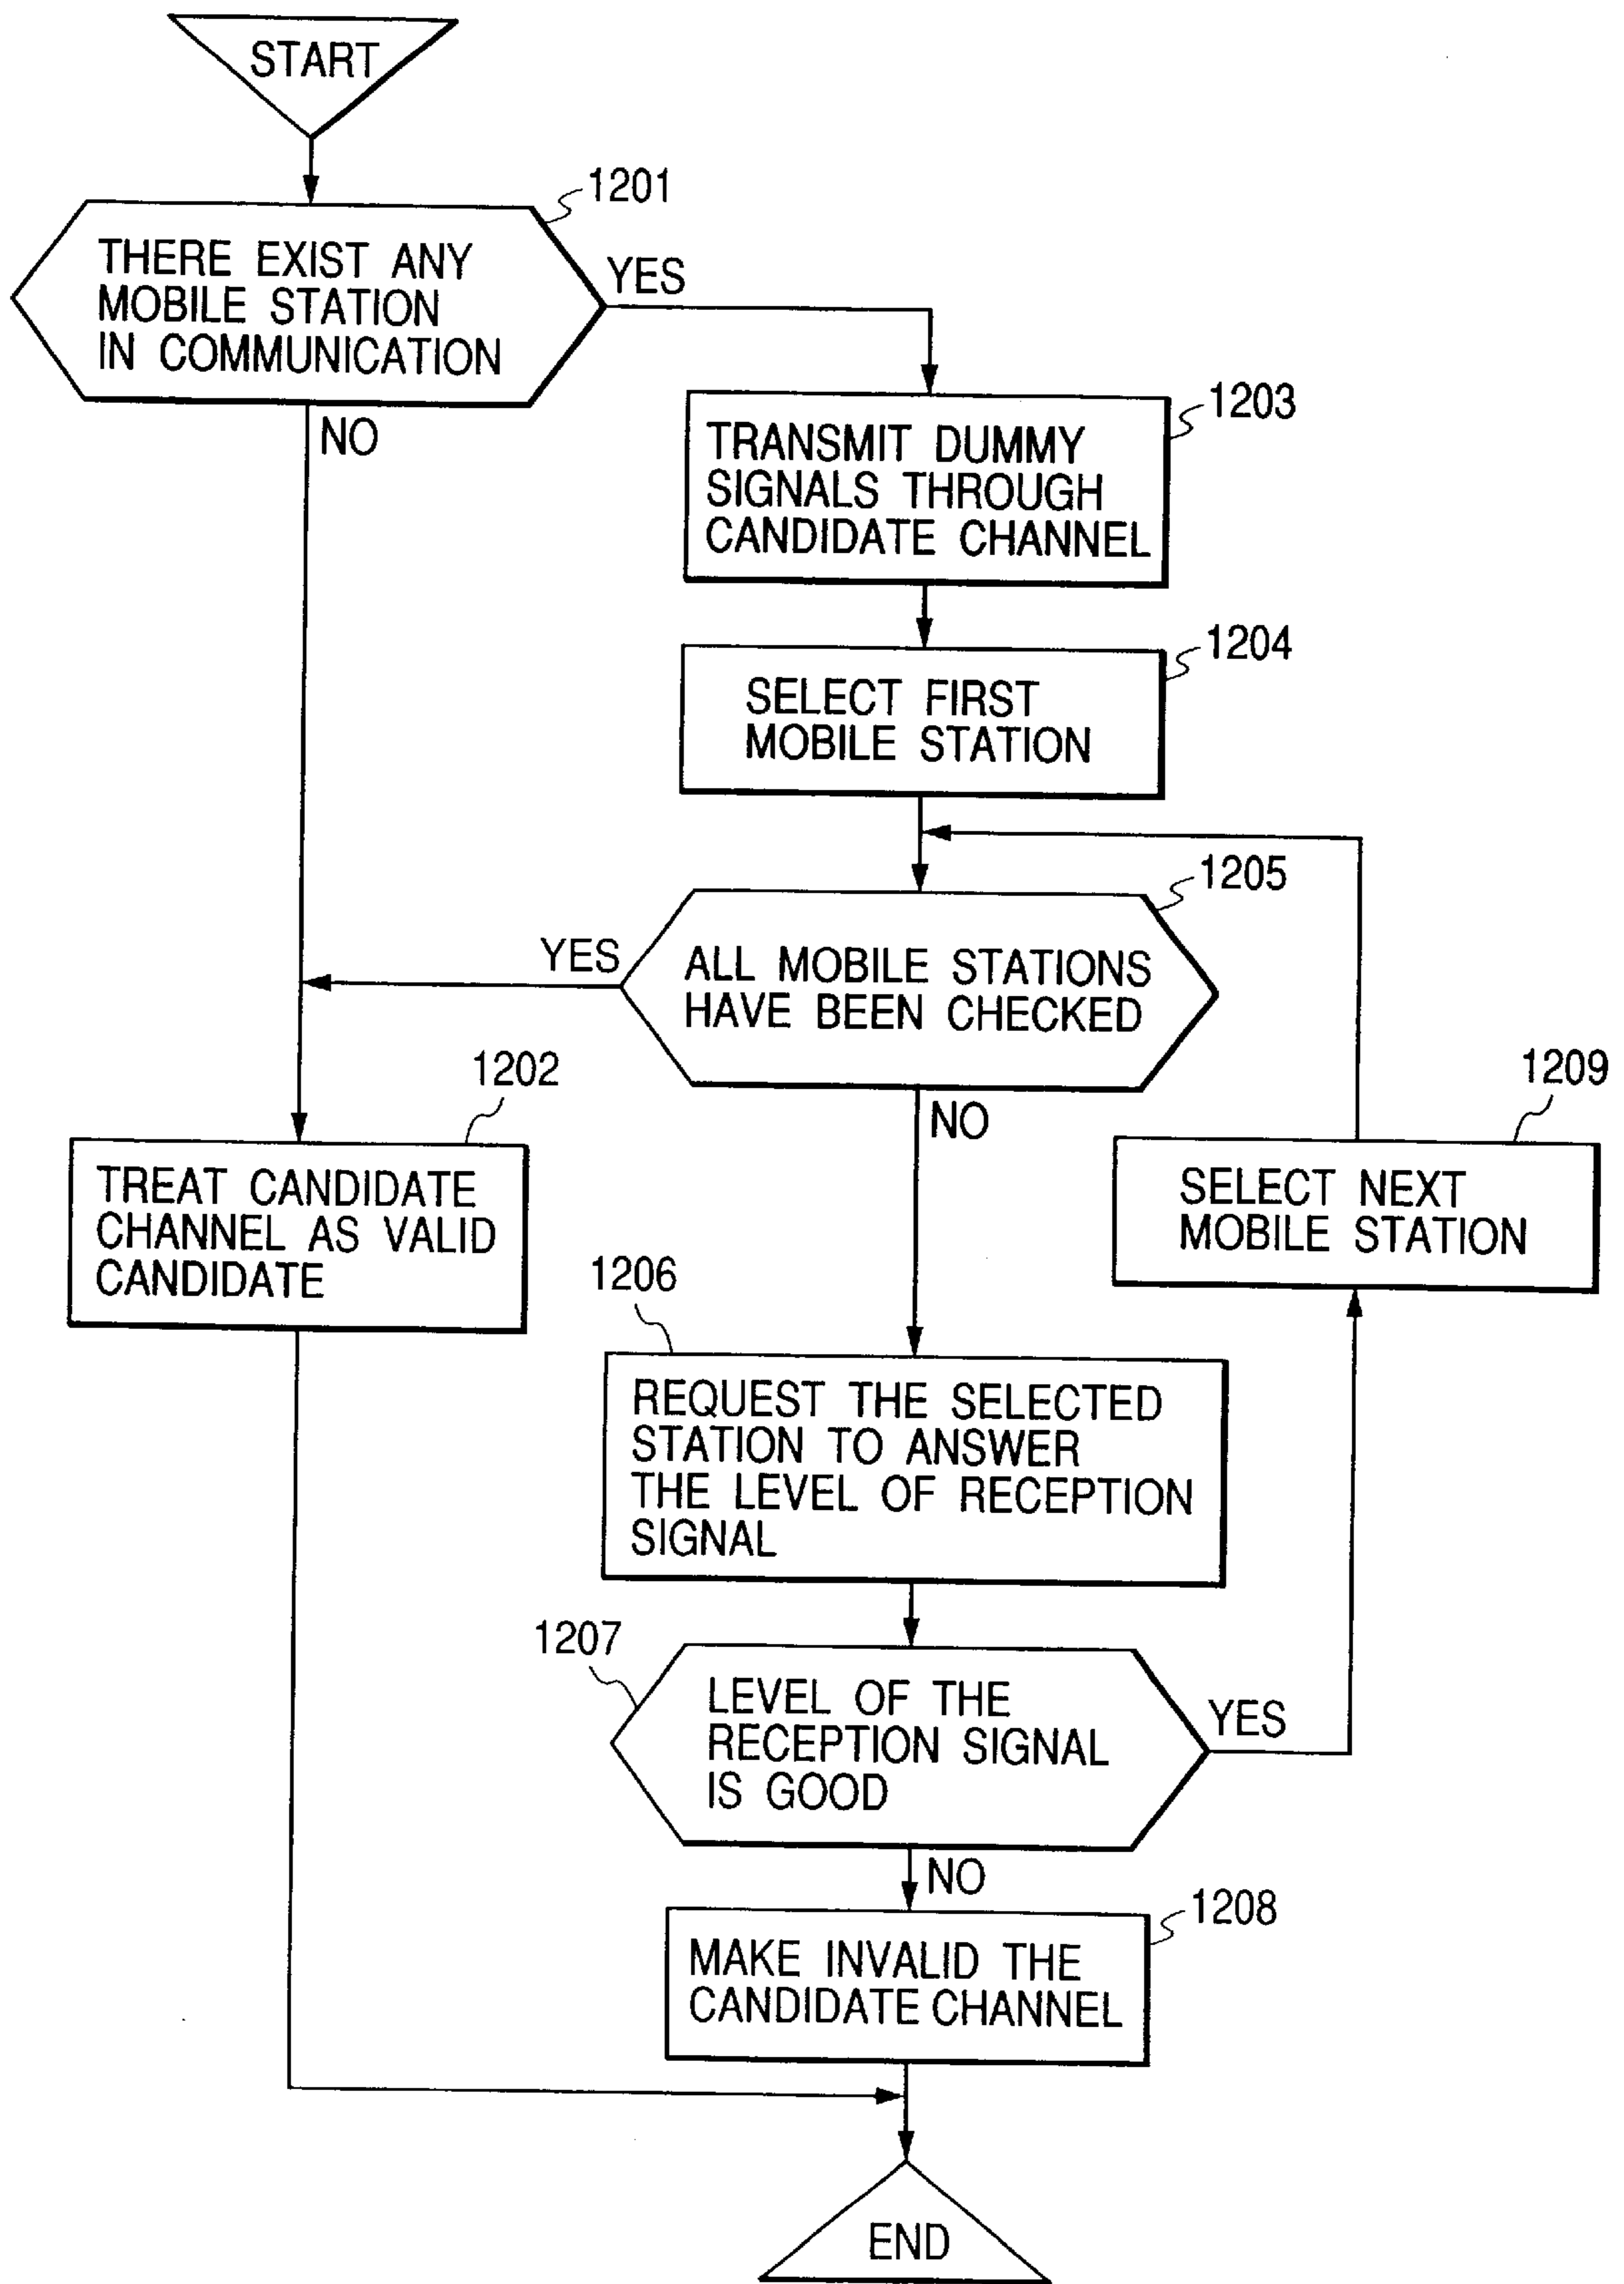 START
1201
THERE EXIST ANY
MOBILE STATION
IN COMMUNICATION
YES
NO
1203
TRANSMIT DUMMY
SIGNALS THROUGH
CANDIDATE CHANNEL
1204
SELECT FIRST
MOBILE STATION
1205
ALL MOBILE STATIONS
HAVE BEEN CHECKED
YES
NO
1202
TREAT CANDIDATE
CHANNEL AS VALID
CANDIDATE
1209
SELECT NEXT
MOBILE STATION
1206
REQUEST THE SELECTED
STATION TO ANSWER
THE LEVEL OF RECEPTION
SIGNAL
1207
LEVEL OF THE
RECEPTION SIGNAL
IS GOOD
YES
NO
1208
MAKE INVALID THE
CANDIDATE CHANNEL
END